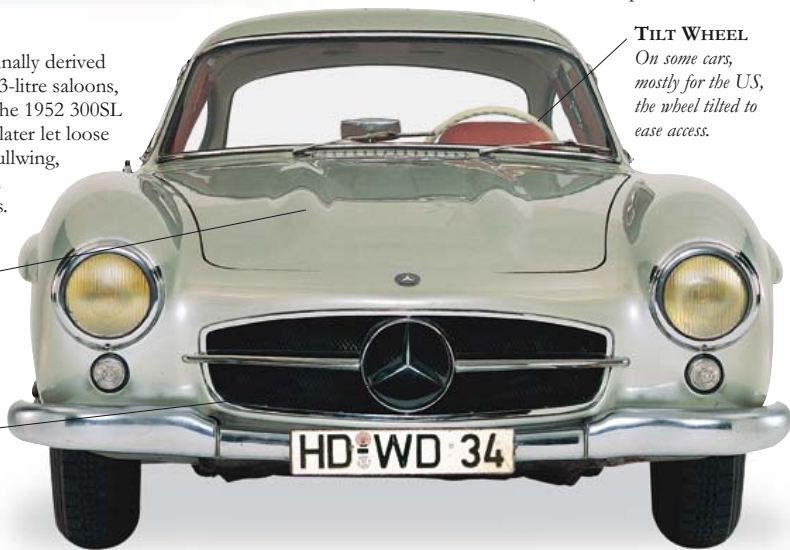 nally derived
3-litre saloons,
he 1952 300SL
later let loose
ullwing,
s.
TILT WHEEL
On some cars,
mostly for the US,
the wheel tilted to
ease access.
HD WD 34